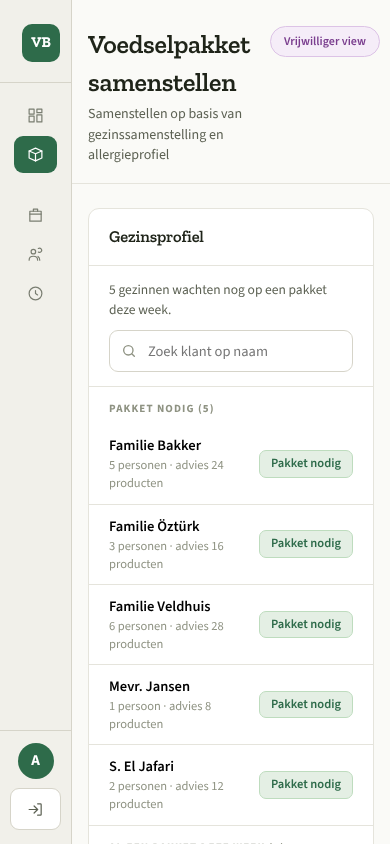 VB
Voedselpakket
samenstellen
Vrijwilliger view
Samenstellen op basis van
gezinssamenstelling en
allergieprofiel
Gezinsprofiel
5 gezinnen wachten nog op een pakket
deze week.
Zoek klant op naam
PAKKET NODIG (5)
Familie Bakker
5 personen · advies 24
producten
Pakket nodig
Familie Öztürk
3 personen · advies 16
producten
Pakket nodig
Familie Veldhuis
6 personen · advies 28
producten
Pakket nodig
Mevr. Jansen
1 persoon · advies 8
producten
Pakket nodig
S. El Jafari
2 personen · advies 12
producten
Pakket nodig
A